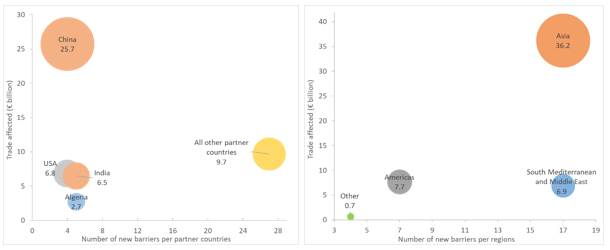 30
25
20
15
10
5
0
Trade affected (€ billion)
China
25.7
USA
6.8
India
6.5
Algeria
2.7
All other partner
countries
9.7
0
4
8
12
16
20
24
28
Number of new barriers per partner countries
40
35
30
25
20
15
10
5
0
Trade affected (€ billion)
Asia
36.2
Americas
7.7
South Mediterranean
and Middle East
6.9
Other
0.7
3
5
7
9
11
13
15
17
19
Number of new barriers per regions